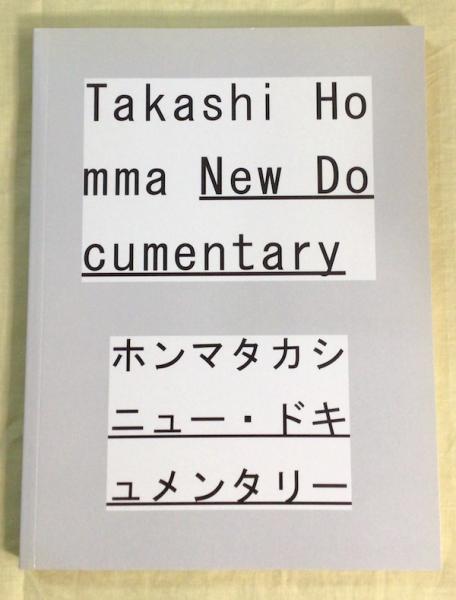 Takashi Ho
mma New Do
cumentary
ホンマタカシ
ニュー・ドキ
ュメンタリー